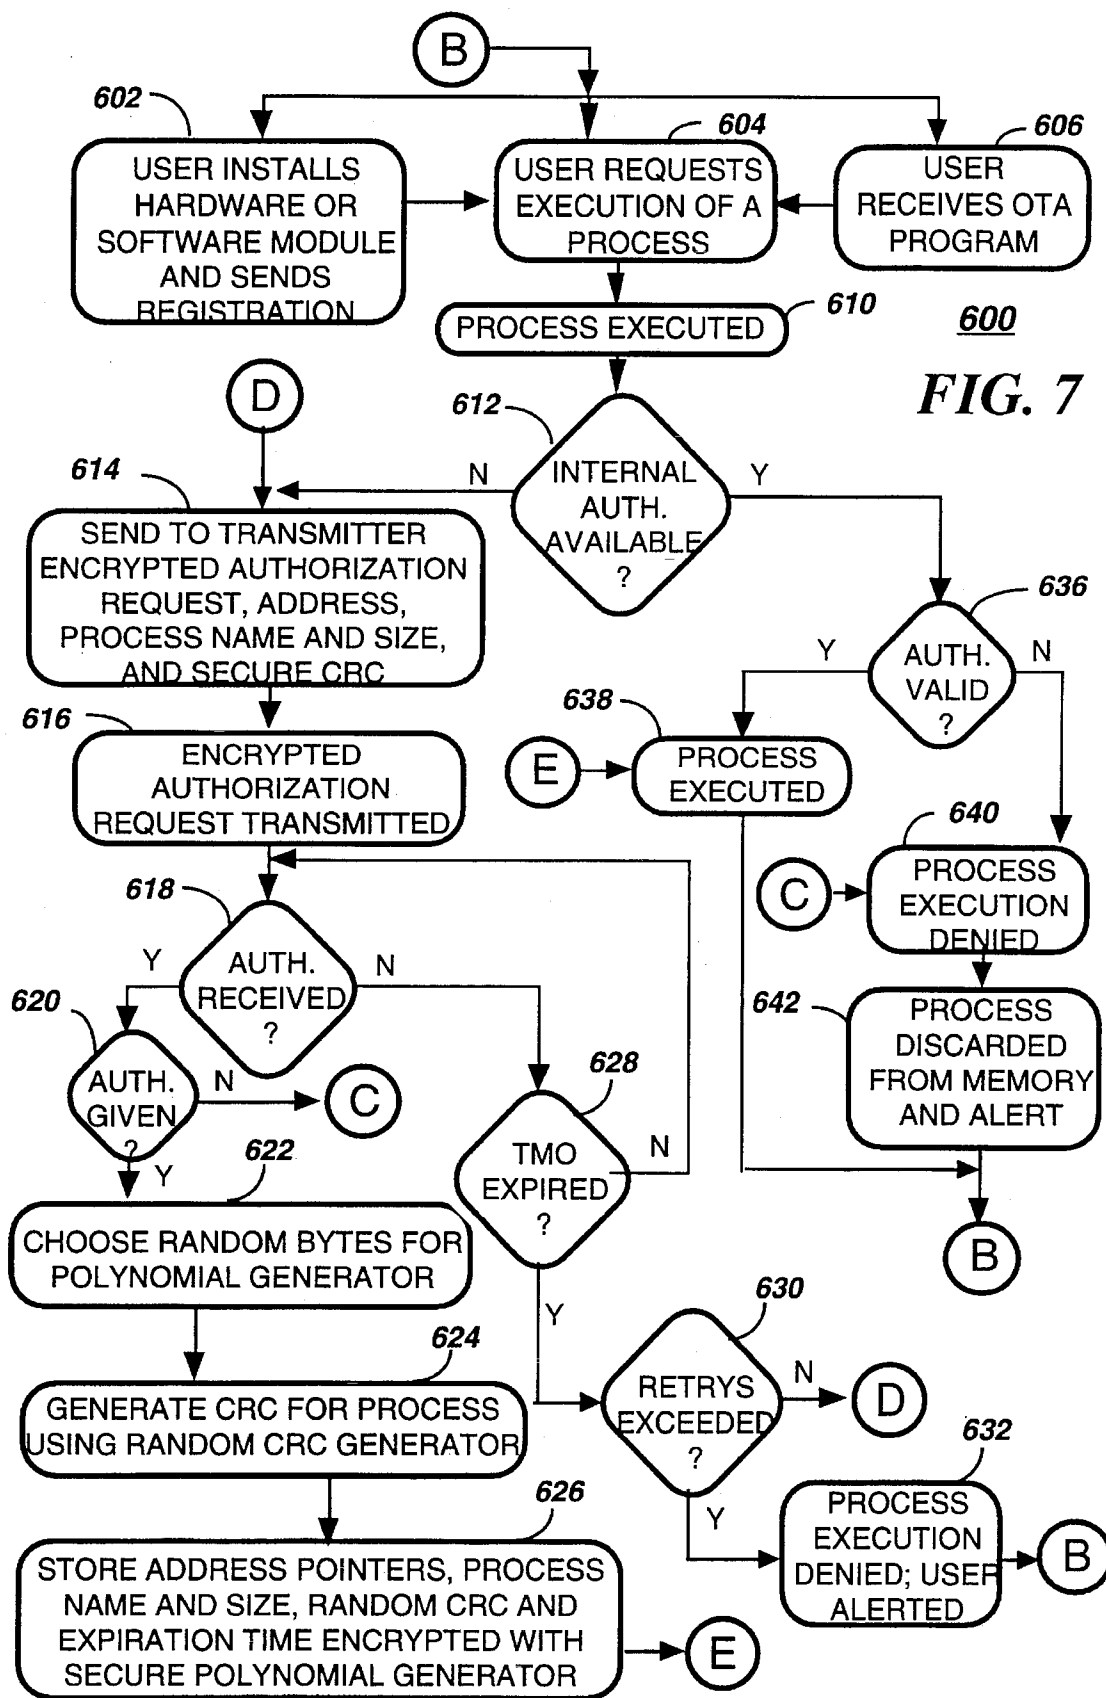 B
602
604
606
USER INSTALLS
HARDWARE OR
SOFTWARE MODULE
AND SENDS
REGISTRATION
USER REQUESTS
EXECUTION OF A
PROCESS
USER
RECEIVES OTA
PROGRAM
PROCESS EXECUTED
610
600
FIG. 7
D
612
INTERNAL
AUTH.
AVAILABLE
?
N
Y
614
SEND TO TRANSMITTER
ENCRYPTED AUTHORIZATION
REQUEST, ADDRESS,
PROCESS NAME AND SIZE,
AND SECURE CRC
636
AUTH.
VALID
?
Y
N
616
ENCRYPTED
AUTHORIZATION
REQUEST TRANSMITTED
638
E
PROCESS
EXECUTED
640
C
PROCESS
EXECUTION
DENIED
618
AUTH.
RECEIVED
?
Y
N
642
PROCESS
DISCARDED
FROM MEMORY
AND ALERT
B
620
AUTH.
GIVEN
?
N
C
Y
628
TMO
EXPIRED
?
N
Y
622
CHOOSE RANDOM BYTES FOR
POLYNOMIAL GENERATOR
624
GENERATE CRC FOR PROCESS
USING RANDOM CRC GENERATOR
630
RETRYS
EXCEEDED
?
N
D
Y
632
PROCESS
EXECUTION
DENIED; USER
ALERTED
B
626
STORE ADDRESS POINTERS, PROCESS
NAME AND SIZE, RANDOM CRC AND
EXPIRATION TIME ENCRYPTED WITH
SECURE POLYNOMIAL GENERATOR
E